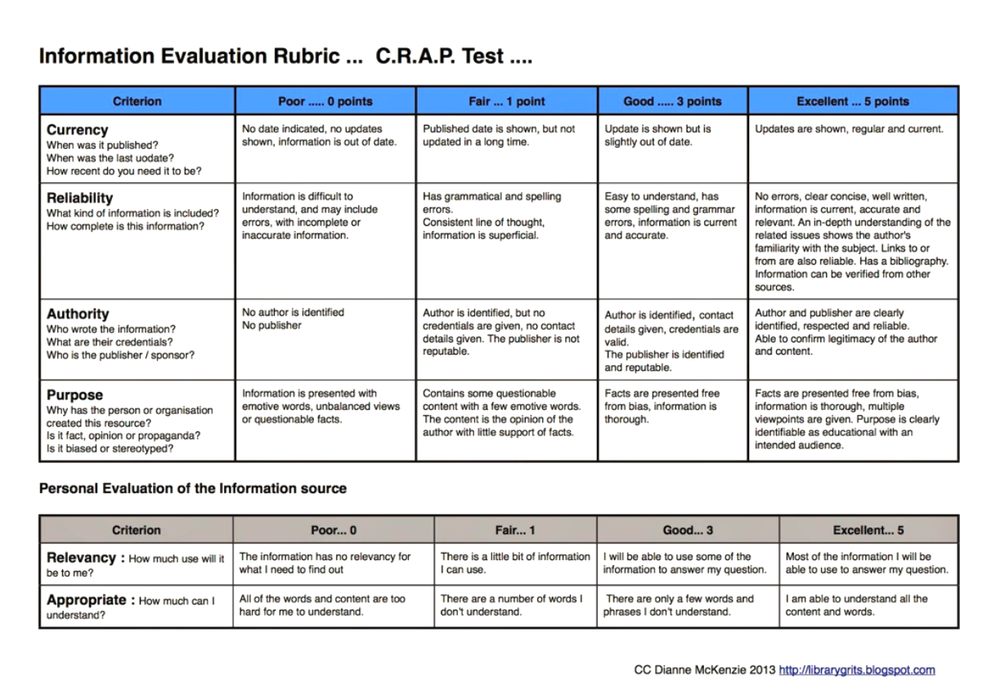 Information Evaluation Rubric ... C.R.A.P. Test ....
Criterion
Poor ..... 0 points
Fair ... 1 point
Good ..... 3 points
Excellent ... 5 points
Currency
When was it published?
When was the last uodate?
How recent do you need it to be?
No date indicated, no updates
shown, information is out of date.
Published date is shown, but not
updated in a long time.
Update is shown but is
slightly out of date.
Updates are shown, regular and current.
Reliability
What kind of information is included?
How complete is this information?
Information is difficult to
understand, and may include
errors, with incomplete or
inaccurate information.
Has grammatical and spelling
errors.
Consistent line of thought,
information is superficial.
Easy to understand, has
some spelling and grammar
errors, information is current
and accurate.
No errors, clear concise, well written,
information is current, accurate and
relevant. An in-depth understanding of the
related issues shows the author's
familiarity with the subject. Links to or
from are also reliable. Has a bibliography.
Information can be verified from other
sources.
Authority
Who wrote the information?
What are their credentials?
Who is the publisher / sponsor?
No author is identified
No publisher
Author is identified, but no
credentials are given, no contact
details given. The publisher is not
reputable.
Author is identified, contact
details given, credentials are
valid.
The publisher is identified
and reputable.
Author and publisher are clearly
identified, respected and reliable.
Able to confirm legitimacy of the author
and content.
Purpose
Why has the person or organisation
created this resource?
Is it fact, opinion or propaganda?
Is it biased or stereotyped?
Information is presented with
emotive words, unbalanced views
or questionable facts.
Contains some questionable
content with a few emotive words.
The content is the opinion of the
author with little support of facts.
Facts are presented free
from bias, information is
thorough.
Facts are presented free from bias,
information is thorough, multiple
viewpoints are given. Purpose is clearly
identifiable as educational with an
intended audience.
Personal Evaluation of the Information source
Criterion
Poor... 0
Fair... 1
Good... 3
Excellent... 5
Relevancy : How much use will it
be to me?
The information has no relevancy for
what I need to find out
There is a little bit of information
I can use.
I will be able to use some of the
information to answer my question.
Most of the information I will be
able to use to answer my question.
Appropriate : How much can I
understand?
All of the words and content are too
hard for me to understand.
There are a number of words I
don't understand.
There are only a few words and
phrases I don't understand.
I am able to understand all the
content and words.
CC Dianne McKenzie 2013 http://librarygrits.blogspot.com